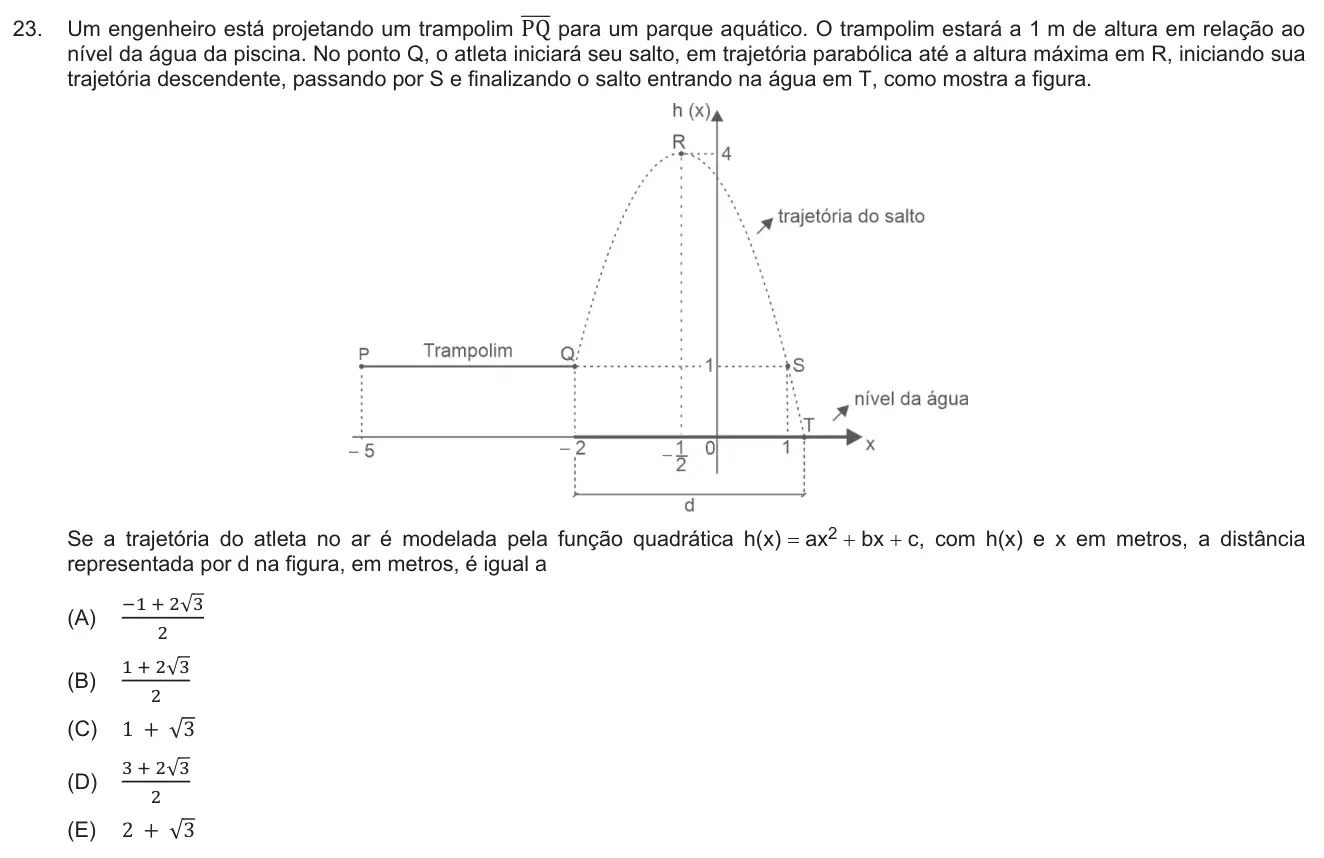 23. Um engenheiro está projetando um trampolim P̅Q̅ para um parque aquático. O trampolim estará a 1 m de altura em relação ao
nível da água da piscina. No ponto Q, o atleta iniciará seu salto, em trajetória parabólica até a altura máxima em R, iniciando sua
trajetória descendente, passando por S e finalizando o salto entrando na água em T, como mostra a figura.
h (x)
R
4
trajetória do salto
P Trampolim Q
1 S
nível da água
T
– 5 – 2 –1/2 0 1 x
d
Se a trajetória do atleta no ar é modelada pela função quadrática h(x) = ax² + bx + c, com h(x) e x em metros, a distância
representada por d na figura, em metros, é igual a
(A) (−1 + 2√3)/2
(B) (1 + 2√3)/2
(C) 1 + √3
(D) (3 + 2√3)/2
(E) 2 + √3